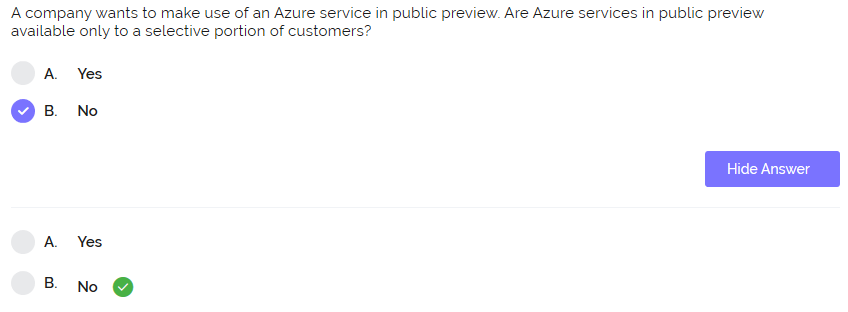 A company wants to make use of an Azure service in public preview. Are Azure services in public preview
available only to a selective portion of customers?
A. Yes
B. No
Hide Answer
A. Yes
B. No